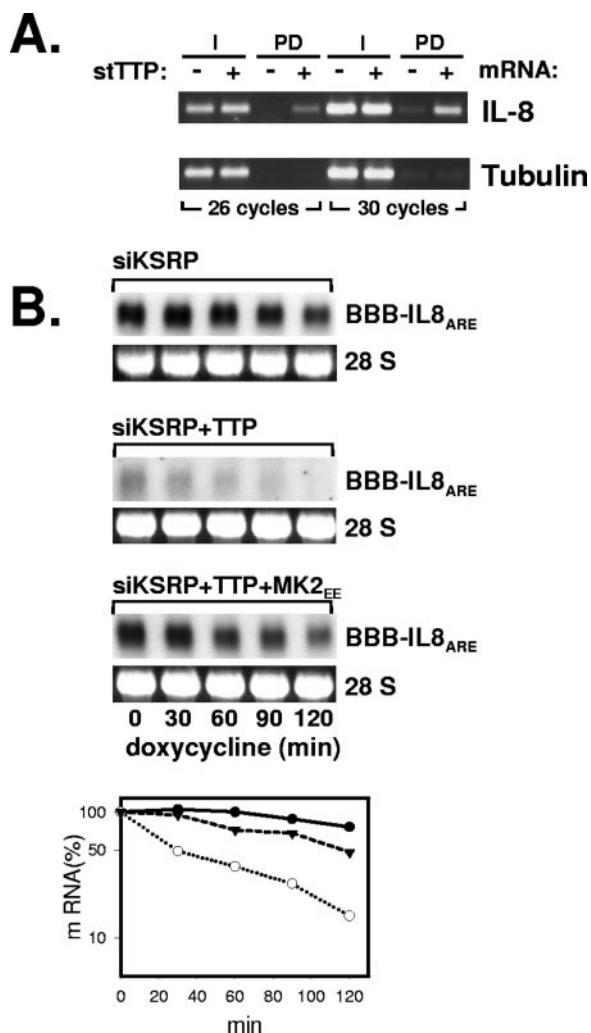 A.
I PD I PD
stTTP: - + - + - + - + mRNA:
IL-8
Tubulin
26 cycles 30 cycles
B.
siKSRP
BBB-IL8ARE
28 S
siKSRP+TTP
BBB-IL8ARE
28 S
siKSRP+TTP+MK2EE
BBB-IL8ARE
28 S
0 30 60 90 120
doxycycline (min)
100
50
10
m RNA(%)
0 20 40 60 80 100 120
min